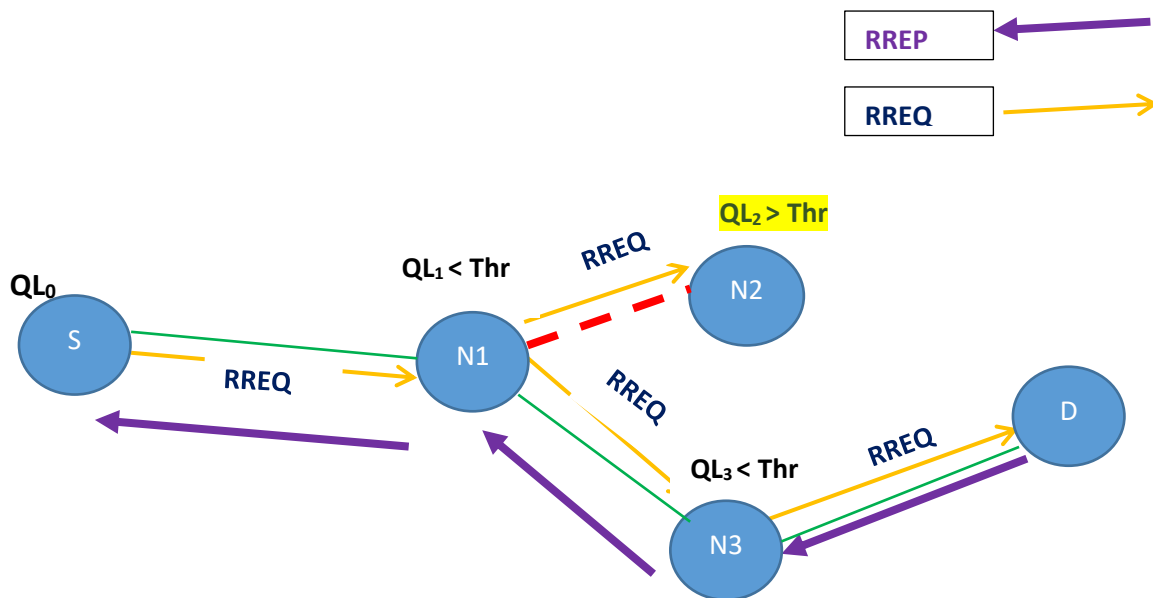 RREP
RREQ
QL₂ > Thr
RREQ
QL₁ < Thr
QL₀
N2
S
N1
RREQ
RREQ
D
RREQ
QL₃ < Thr
N3